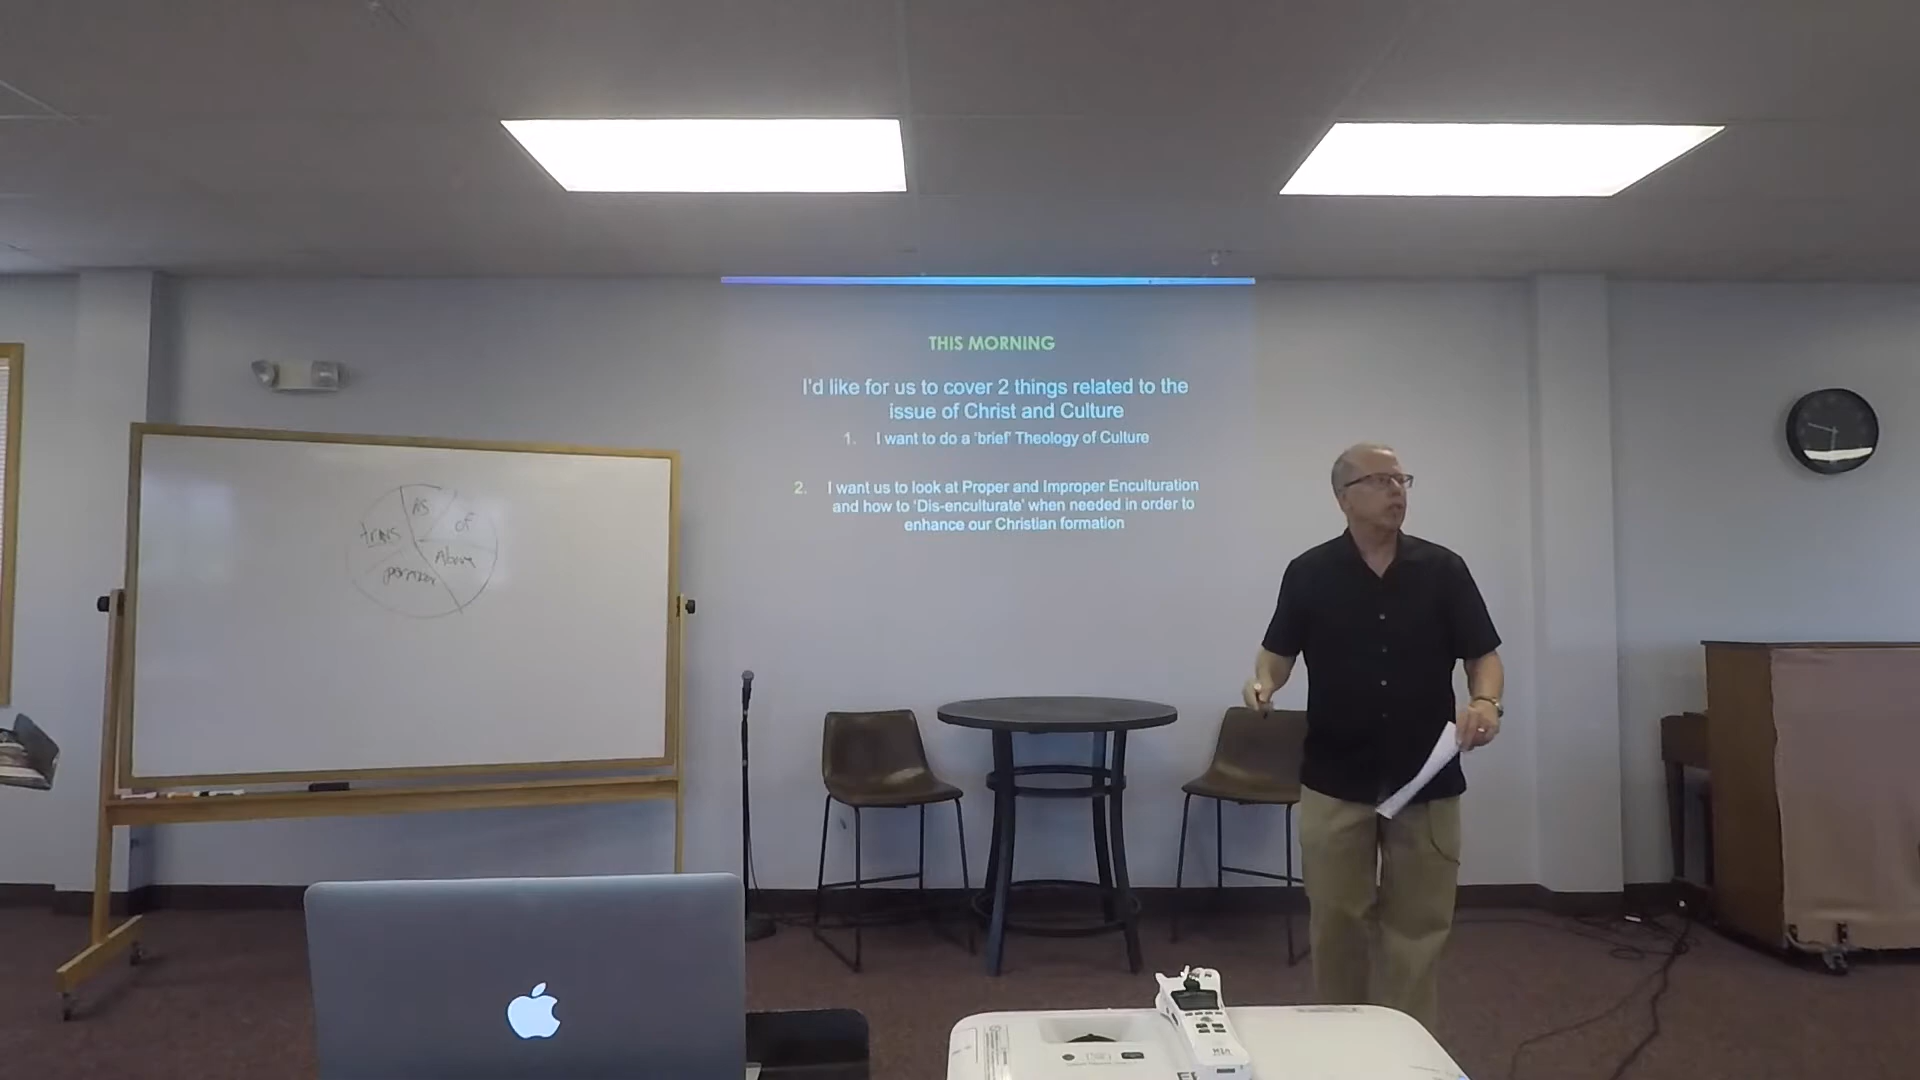 THIS MORNING
I'd like for us to cover 2 things related to the
issue of Christ and Culture
1. I want to do a 'brief' Theology of Culture
2. I want us to look at Proper and Improper Enculturation
and how to 'Dis-enculturate' when needed in order to
enhance our Christian formation
AS
of
trans
Above